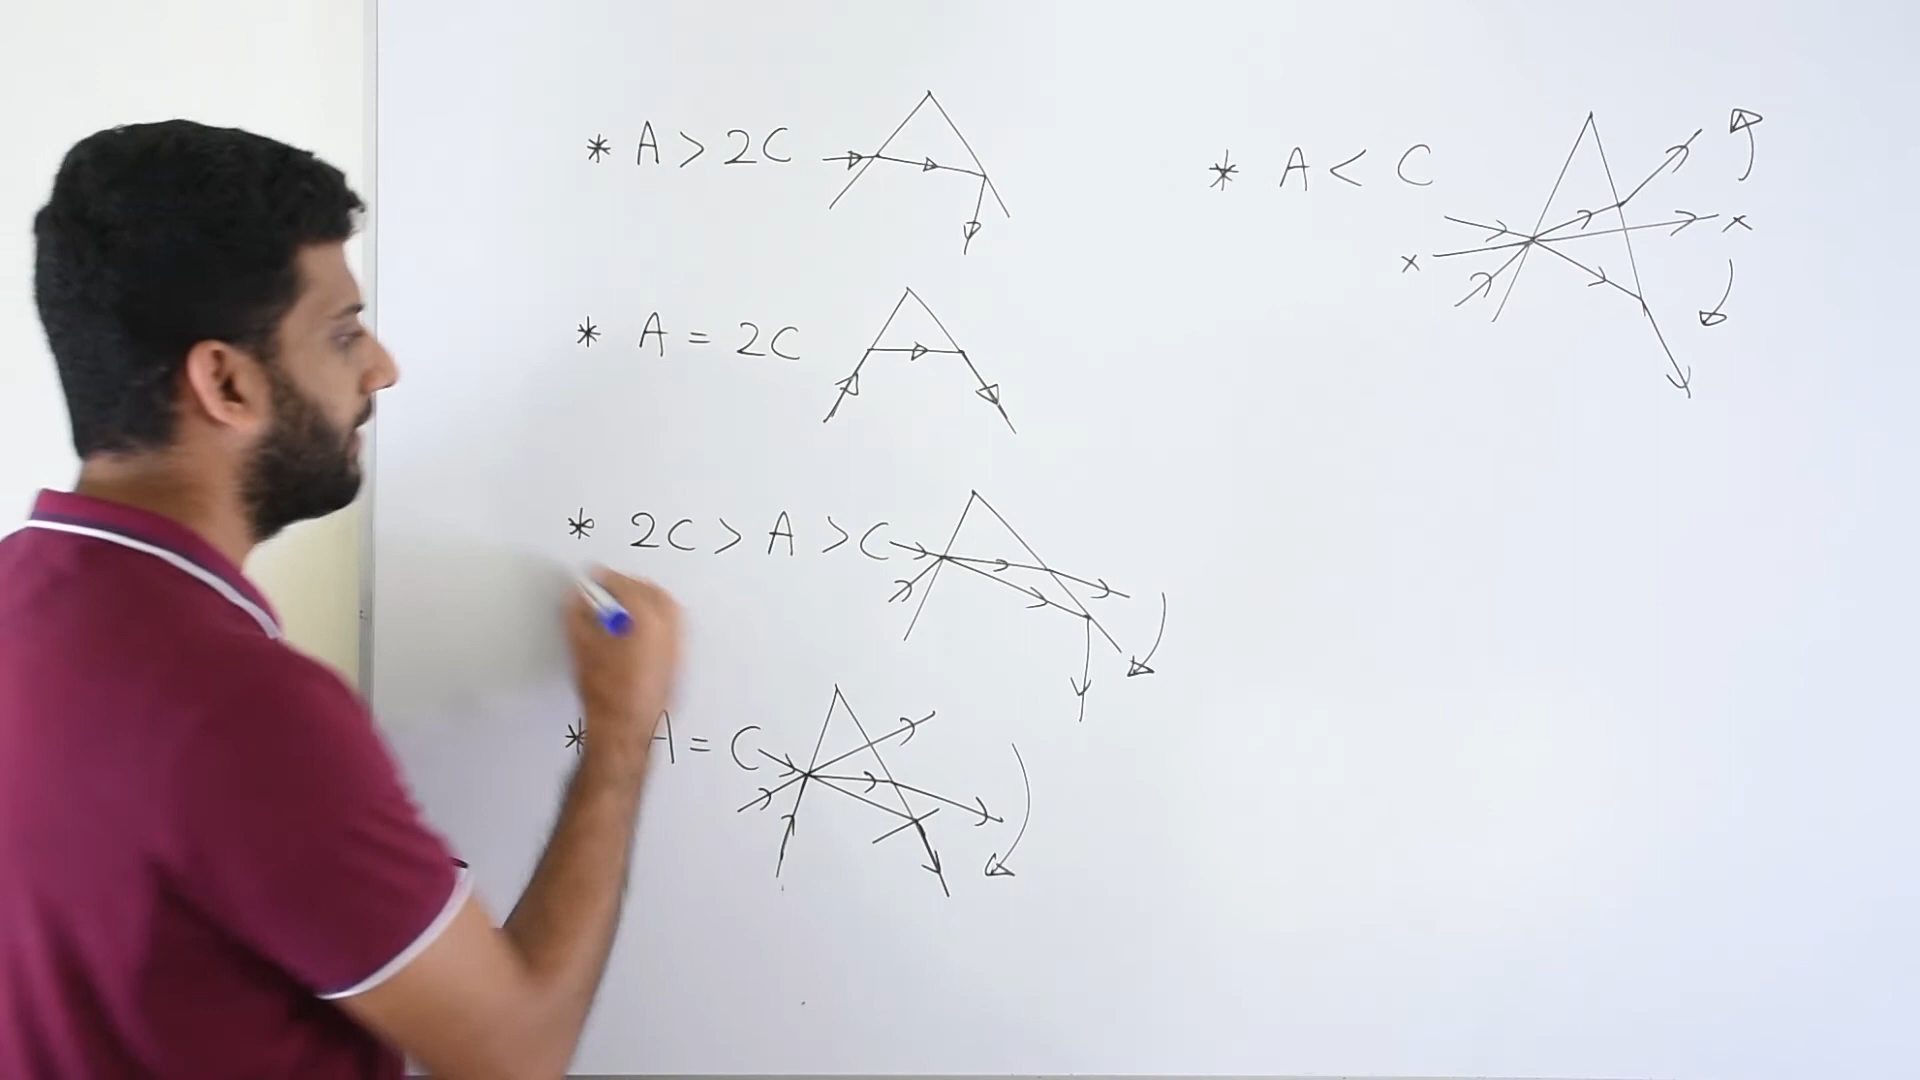 * A > 2C
* A = 2C
* 2C > A > C
* A = C
* A < C
x
x